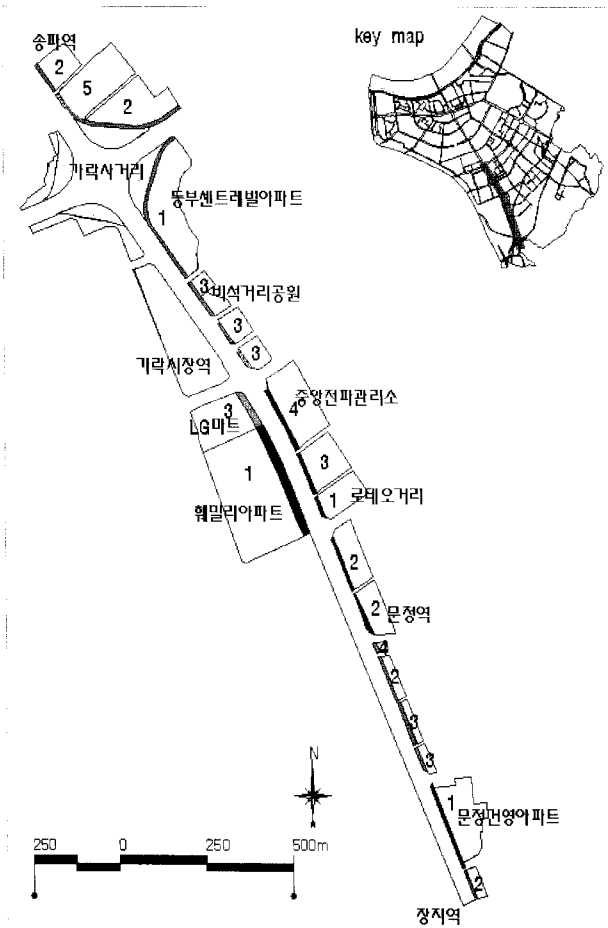 송파역
key map
2
5
2
가락사거리
동부센트레빌아파트
1
3
비석거리공원
3
3
가락시장역
중앙전파관리소
4
3
LG마트
3
1
1
로데오거리
훼밀리아파트
2
2
문정역
4
2
3
3
N
1
문정건영아파트
250 0 250 500m
2
장지역